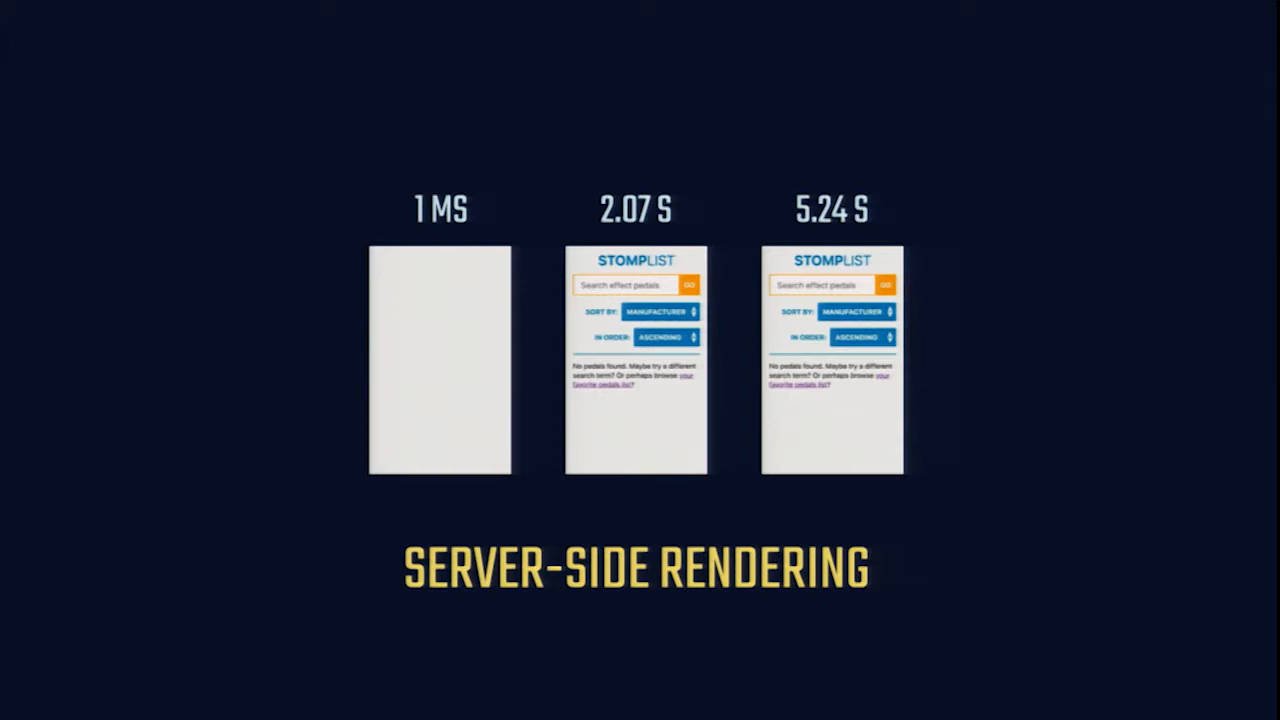 1 MS
2.07 S
5.24 S
STOMPLIST
Search effect pedals GO
SORT BY: MANUFACTURER
IN ORDER: ASCENDING
No pedals found. Maybe try a different
search term? Or perhaps browse your
favorite pedals list?
STOMPLIST
Search effect pedals GO
SORT BY: MANUFACTURER
IN ORDER: ASCENDING
No pedals found. Maybe try a different
search term? Or perhaps browse your
favorite pedals list?
SERVER-SIDE RENDERING